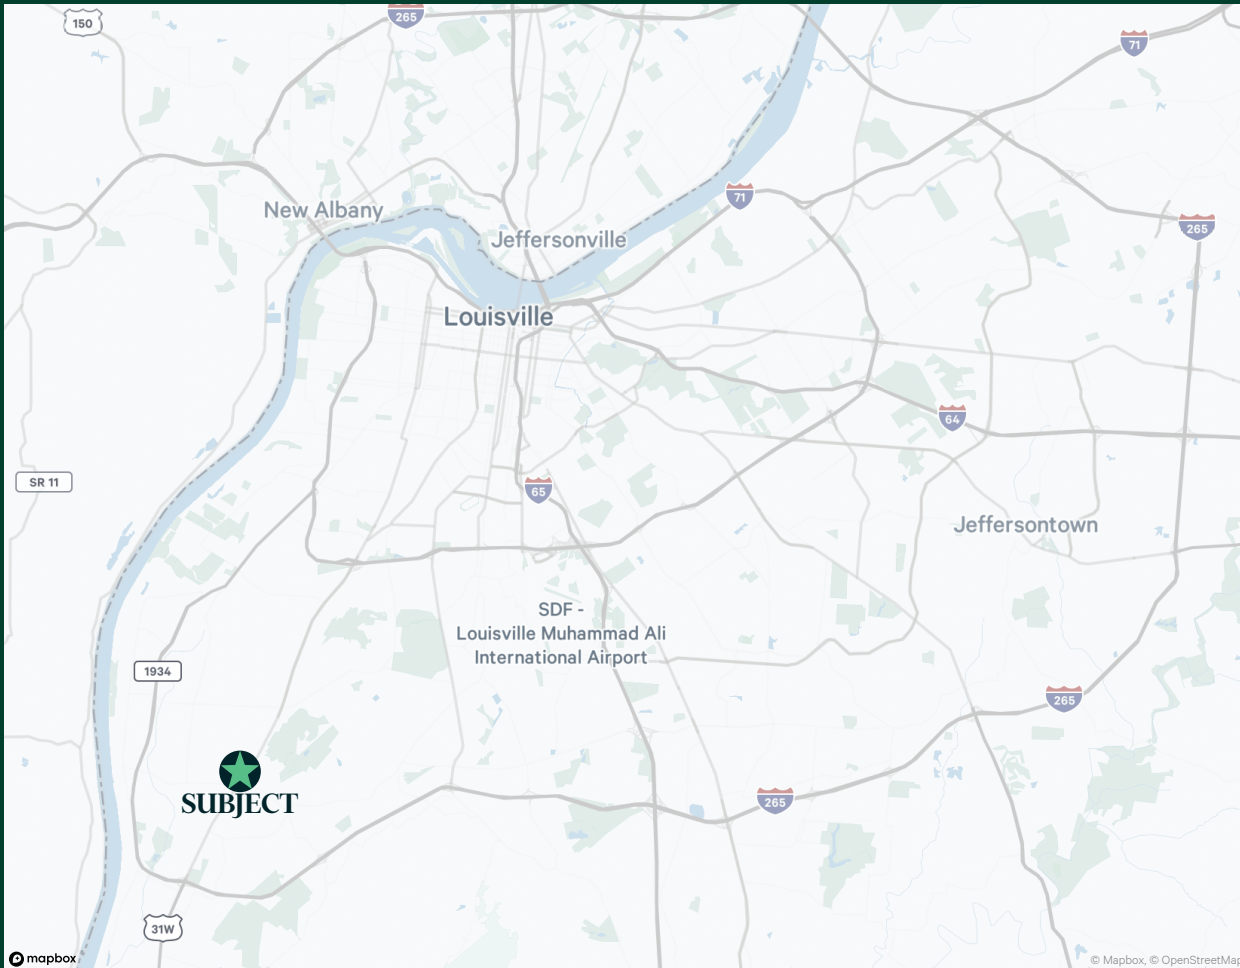 150
265
71
New Albany
71
Jeffersonville
265
Louisville
64
SR 11
65
Jeffersontown
SDF -
Louisville Muhammad Ali
International Airport
1934
265
SUBJECT
265
31W
mapbox
© Mapbox, © OpenStreetMap